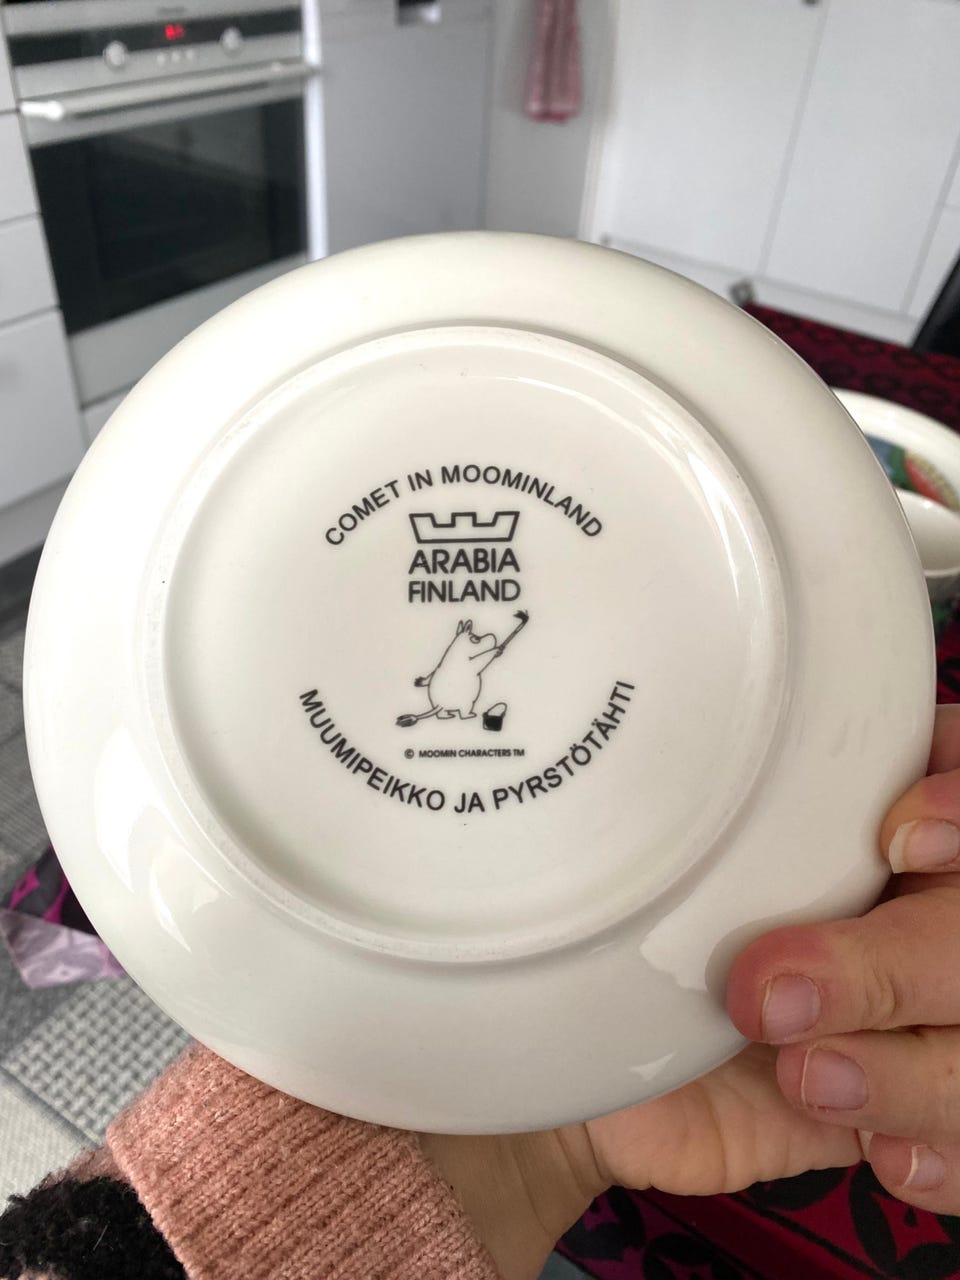 COMET IN MOOMINLAND
ARABIA
FINLAND
© MOOMIN CHARACTERS TM
MUUMIPEIKKO JA PYRSTÖTÄHTI